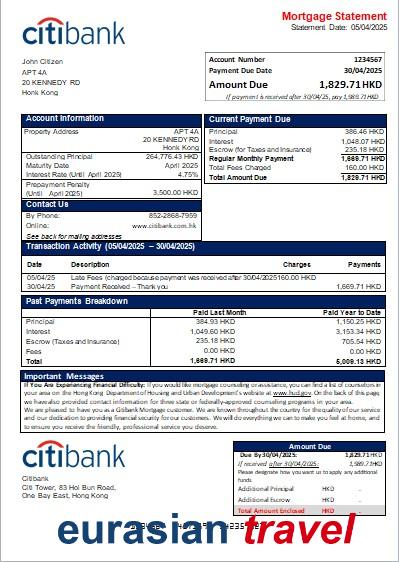 citibank
Mortgage Statement
Statement Date: 05/04/2025
John Citizen
APT 4A
20 KENNEDY RD
Honk Kong
Account Number 1234567
Payment Due Date 30/04/2025
Amount Due 1,829.71HKD
If payment is received after 30/04/25, pay 1,989.71HKD
Account Information
Property Address APT 4A
20 KENNEDY RD
Honk Kong
Outstanding Principal 264,776.43 HKD
Maturity Date April 2025
Interest Rate (Until April 2025) 4.75%
Prepayment Penalty
(Until April 2025) 3,500.00 HKD
Contact Us
By Phone: 852-2868-7959
Online: www.citibank.com.hk
See back for mailing addresses
Current Payment Due
Principal 386.46 HKD
Interest 1,048.07 HKD
Escrow (for Taxes and Insurance) 235.18 HKD
Regular Monthly Payment 1,669.71 HKD
Total Fees Charged 160.00 HKD
Total Amount Due 1,829.71 HKD
Transaction Activity (05/04/2025 – 30/04/2025)
Date Description Charges Payments
05/04/25 Late Fees (charged because payment was received after 30/04/2025160.00 HKD
30/04/25 Payment Received – Thank you 1,669.71 HKD
Past Payments Breakdown
Paid Last Month Paid Year to Date
Principal 384.93 HKD 1,150.25 HKD
Interest 1,049.60 HKD 3,153.34 HKD
Escrow (Taxes and Insurance) 235.18 HKD 705.54 HKD
Fees 0.00 HKD 0.00 HKD
Total 1,669.71 HKD 5,009.13 HKD
Important Messages
If You Are Experiencing Financial Difficulty: If you would like mortgage counseling or assistance, you can find a list of counselors in
your area on the Hong Kong Department of Housing and Urban Development's website at www.hud.gov. On the back of this page,
we have also provided contact information for three state or federally-approved counseling programs in your area.
We are pleased to have you as a Citibank Mortgage customer. We are known throughout the country for the quality of our service
and our dedication to providing financial security for our customers. We will do everything we can to make you feel at home, and
to ensure you receive the friendly, professional service you deserve.
citibank
Citibank
Citi Tower, 83 Hoi Bun Road,
One Bay East, Hong Kong
Amount Due
Due By30/04/2025: 1,829.71HKD
If received after 30/04/2025: 1,989.71HKD
Please designate how you want us to apply any additional funds.
Additional Principal HKD .
Additional Escrow HKD .
Total Amount Enclosed HKD .
eurasian travel